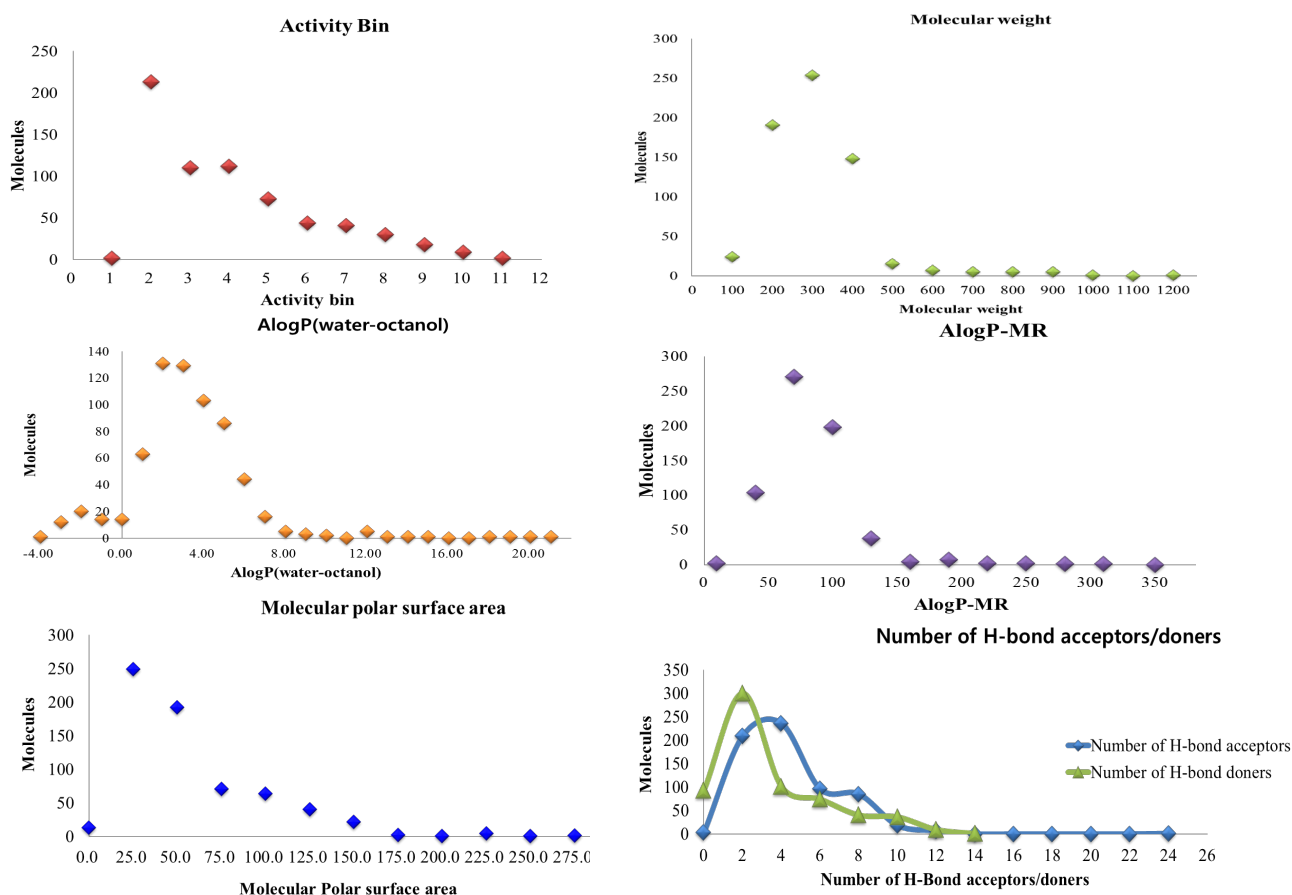 Activity Bin
250
200
150
100
50
0
Molecules
0 1 2 3 4 5 6 7 8 9 10 11 12
Activity bin
Molecular weight
300
250
200
150
100
50
0
Molecules
0 100 200 300 400 500 600 700 800 900 1000 1100 1200
Molecular weight
AlogP(water-octanol)
140
120
100
80
60
40
20
0
Molecules
-4.00 0.00 4.00 8.00 12.00 16.00 20.00
AlogP(water-octanol)
AlogP-MR
300
250
200
150
100
50
0
Molecules
0 50 100 150 200 250 300 350
AlogP-MR
Molecular polar surface area
300
250
200
150
100
50
0
Molecules
0.0 25.0 50.0 75.0 100.0 125.0 150.0 175.0 200.0 225.0 250.0 275.0
Molecular Polar surface area
Number of H-bond acceptors/doners
350
300
250
200
150
100
50
0
Molecules
Number of H-bond acceptors
Number of H-bond doners
0 2 4 6 8 10 12 14 16 18 20 22 24 26
Number of H-Bond acceptors/doners